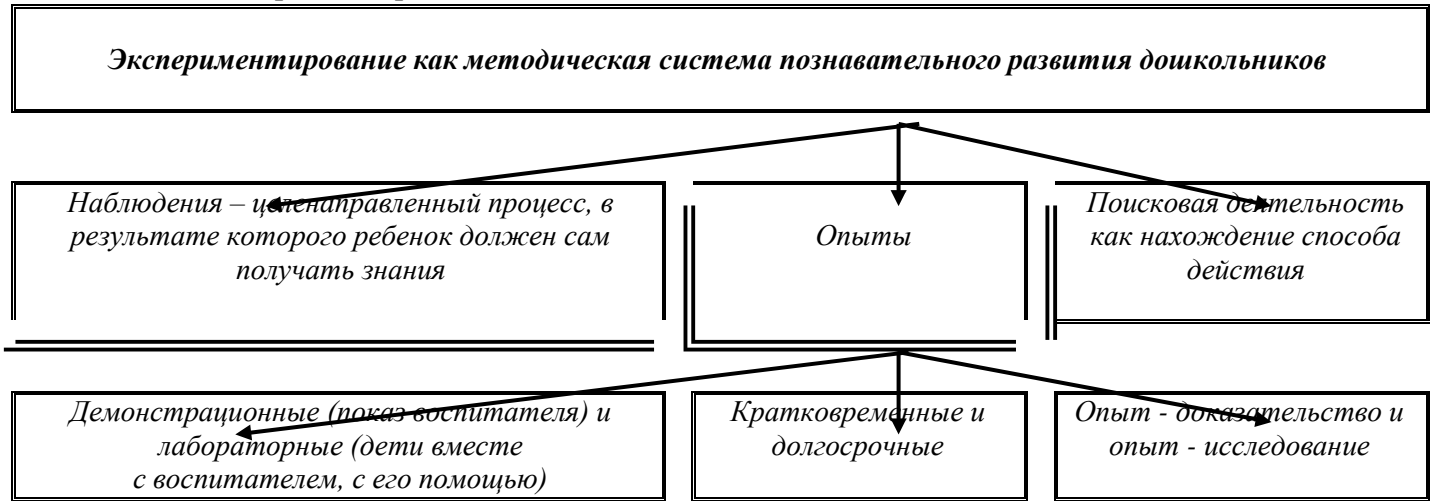 Экспериментирование как методическая система познавательного развития дошкольников
Наблюдения – целенаправленный процесс, в
результате которого ребенок должен сам
получать знания
Опыты
Поисковая деятельность
как нахождение способа
действия
Демонстрационные (показ воспитателя) и
лабораторные (дети вместе
с воспитателем, с его помощью)
Кратковременные и
долгосрочные
Опыт - доказательство и
опыт - исследование